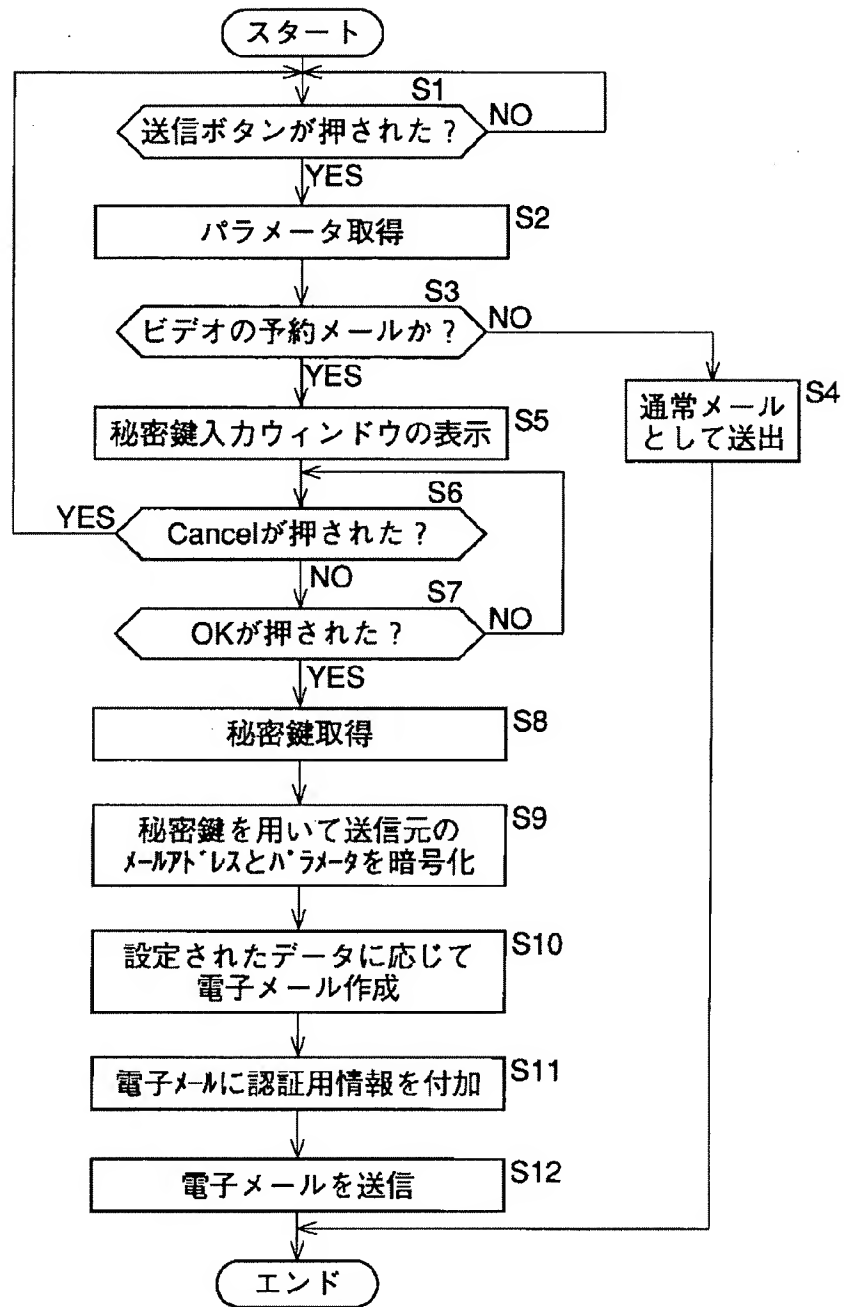 スタート
S1
送信ボタンが押された?
NO
YES
パラメータ取得
S2
S3
ビデオの予約メールか?
NO
YES
S4
通常メール
として送出
秘密鍵入力ウィンドウの表示
S5
S6
YES
Cancelが押された?
NO
S7
OKが押された?
NO
YES
秘密鍵取得
S8
秘密鍵を用いて送信元の
メールアドレスとパラメータを暗号化
S9
設定されたデータに応じて
電子メール作成
S10
電子メールに認証用情報を付加
S11
電子メールを送信
S12
エンド